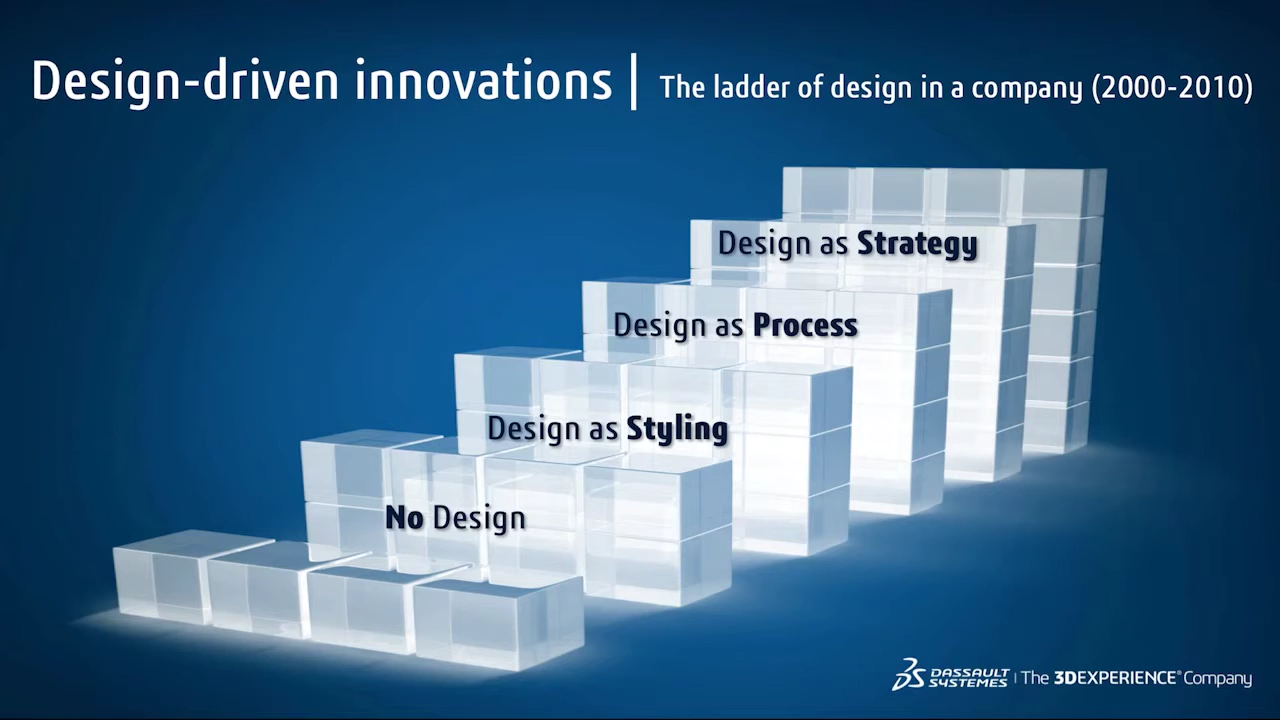 Design-driven innovations | The ladder of design in a company (2000-2010)
Design as Strategy
Design as Process
Design as Styling
No Design
DASSAULT SYSTEMES | The 3DEXPERIENCE® Company